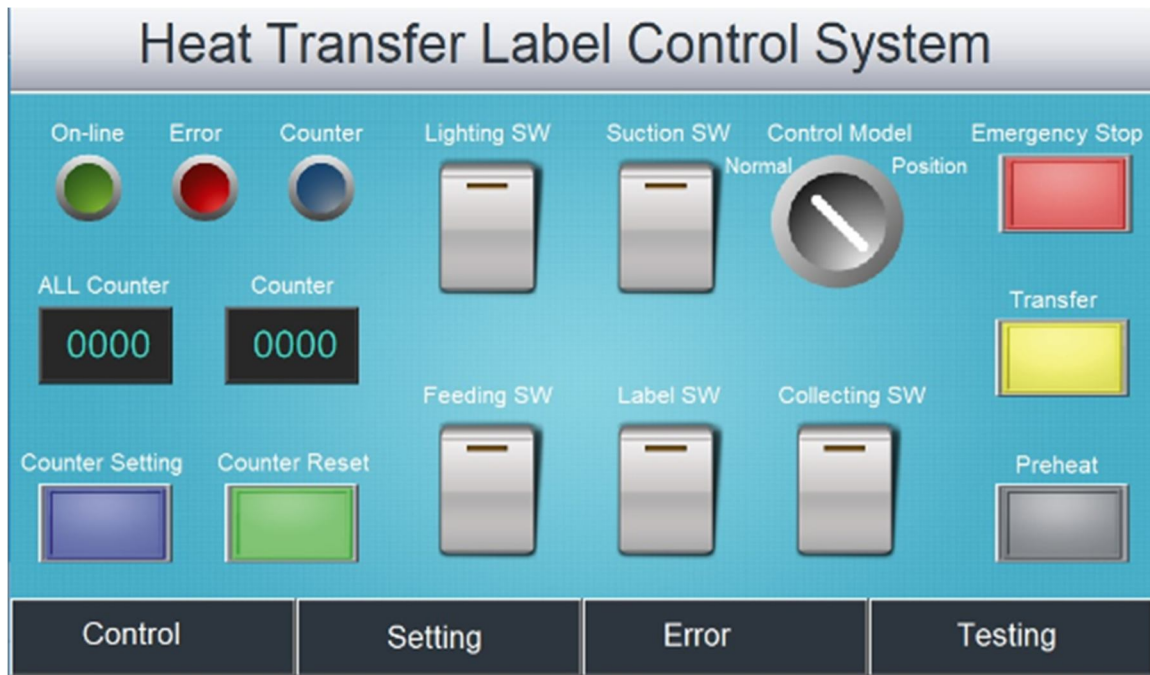 Heat Transfer Label Control System
On-line Error Counter Lighting SW Suction SW Control Model Emergency Stop
Normal Position
ALL Counter Counter Transfer
0000 0000
Feeding SW Label SW Collecting SW
Counter Setting Counter Reset Preheat
Control Setting Error Testing